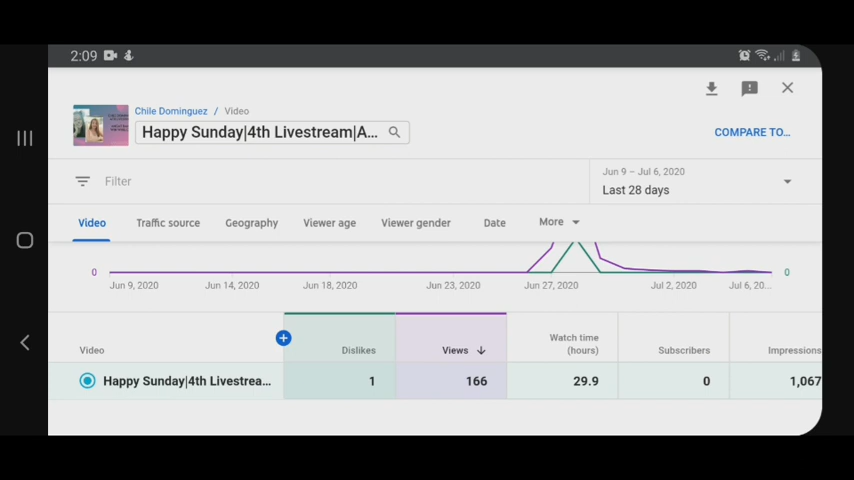 2:09
Chile Dominguez / Video
Happy Sunday|4th Livestream|A...
COMPARE TO...
Filter
Jun 9 – Jul 6, 2020
Last 28 days
Video Traffic source Geography Viewer age Viewer gender Date More
0 0
Jun 9, 2020 Jun 14, 2020 Jun 18, 2020 Jun 23, 2020 Jun 27, 2020 Jul 2, 2020 Jul 6, 20...
Video Dislikes Views Watch time (hours) Subscribers Impressions
Happy Sunday|4th Livestrea... 1 166 29.9 0 1,067